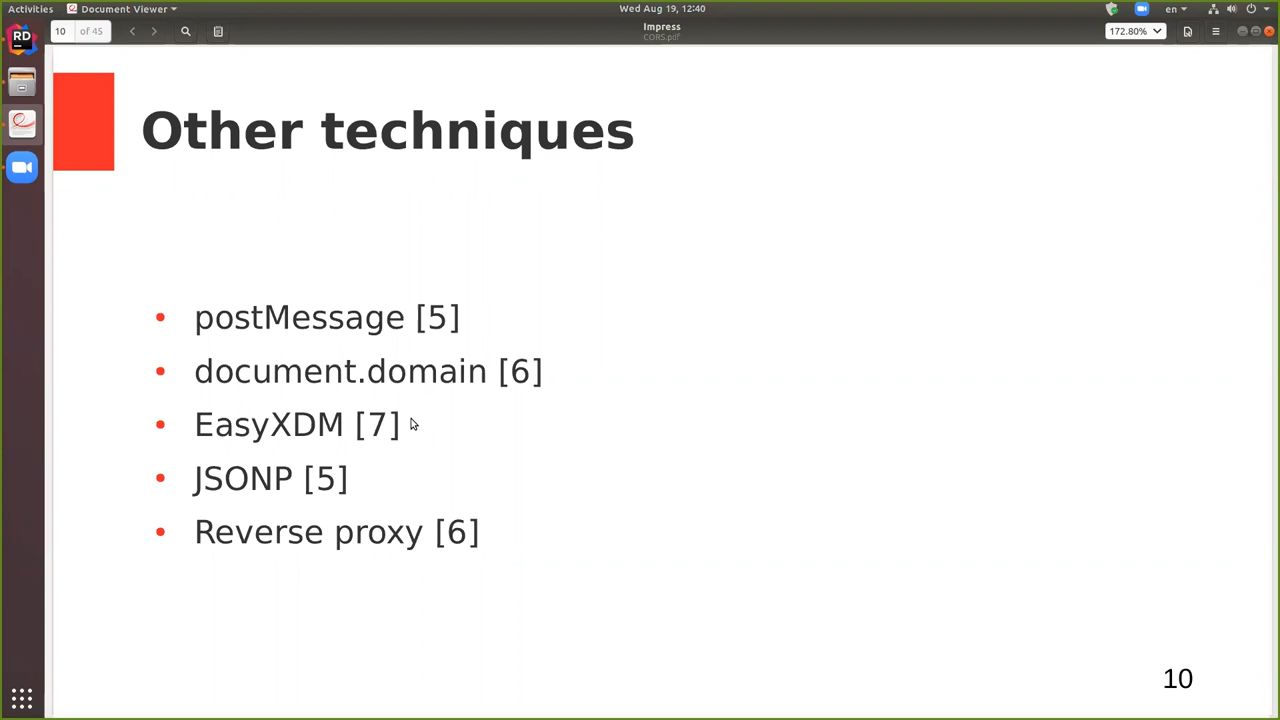 Activities
Document Viewer
Wed Aug 19, 12:40
en
10 of 45
Impress
CORS.pdf
172.80%
RD
Other techniques
• postMessage [5]
• document.domain [6]
• EasyXDM [7]
• JSONP [5]
• Reverse proxy [6]
10